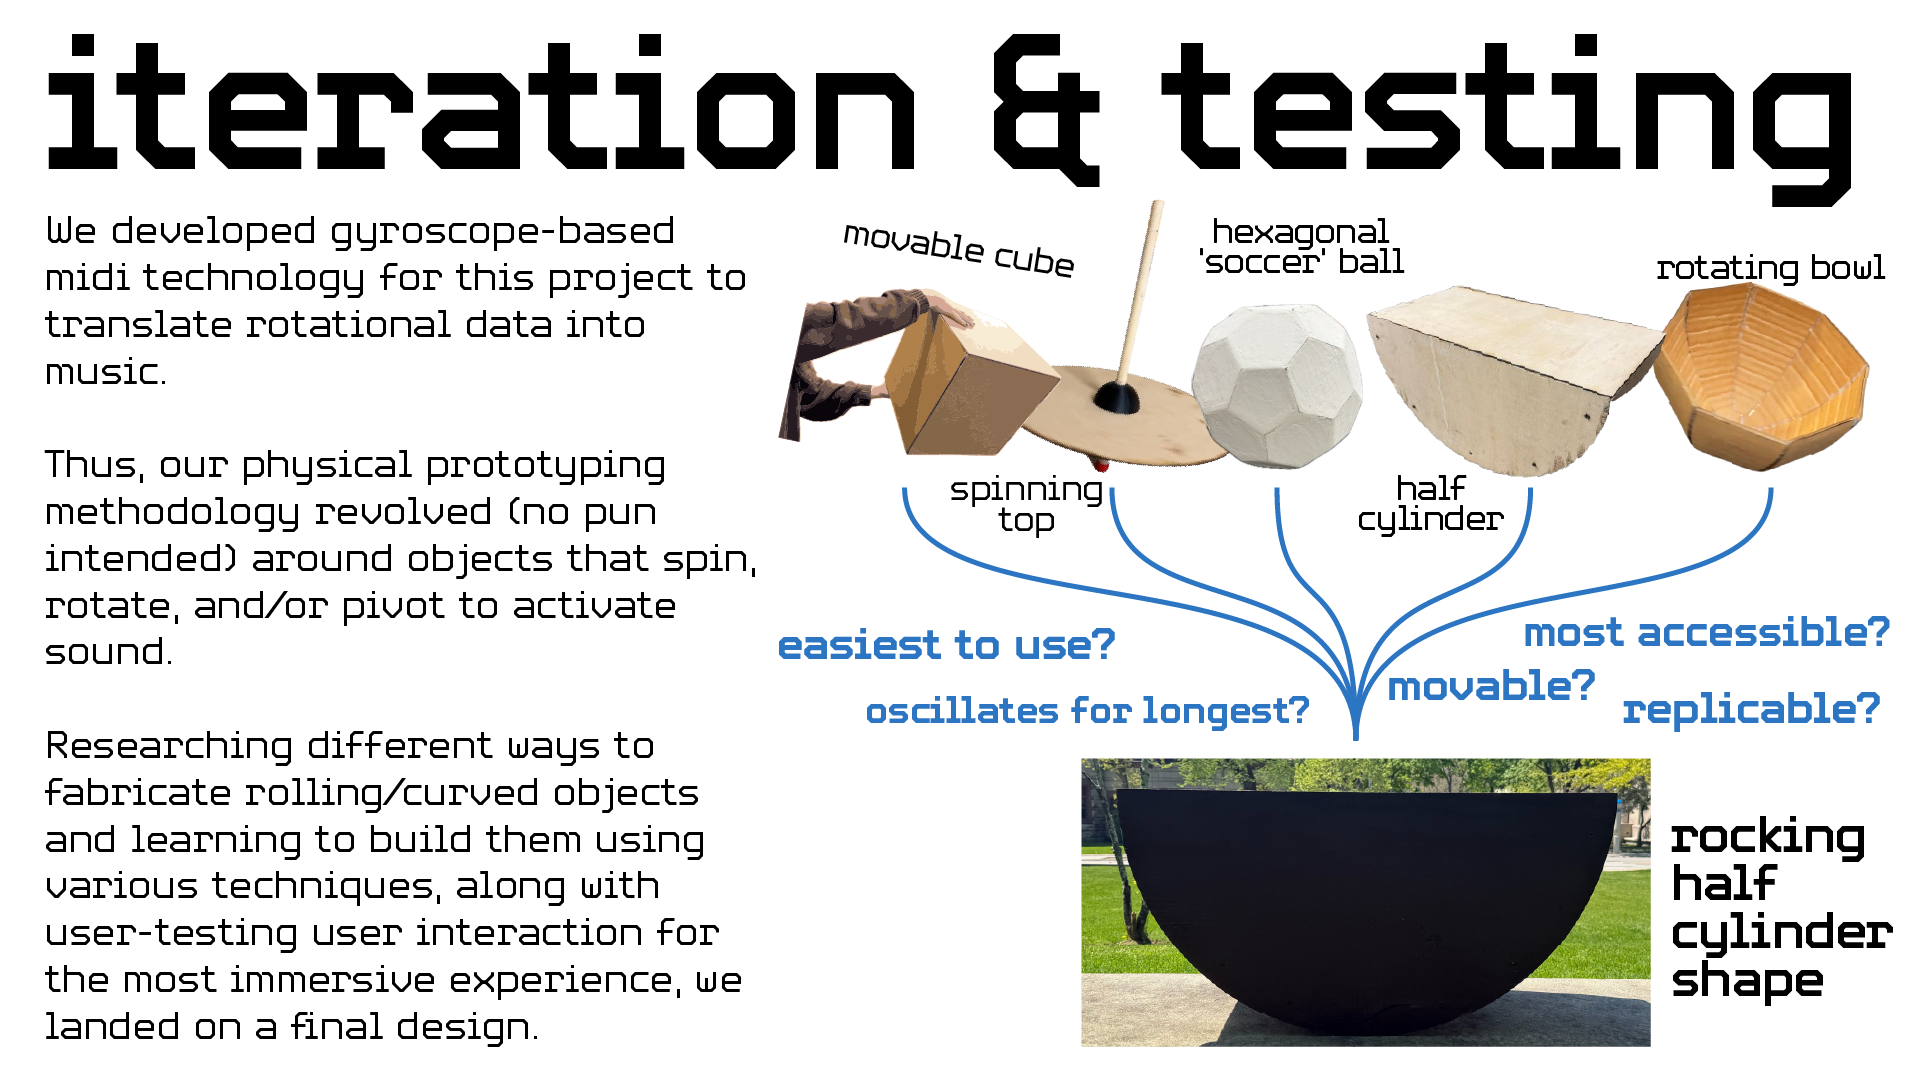 iteration & testing
We developed gyroscope-based
midi technology for this project to
translate rotational data into
music.
Thus, our physical prototyping
methodology revolved (no pun
intended) around objects that spin,
rotate, and/or pivot to activate
sound.
Researching different ways to
fabricate rolling/curved objects
and learning to build them using
various techniques, along with
user-testing user interaction for
the most immersive experience, we
landed on a final design.
movable cube
hexagonal
'soccer' ball
rotating bowl
spinning
top
half
cylinder
easiest to use?
most accessible?
oscillates for longest?
movable?
replicable?
rocking
half
cylinder
shape